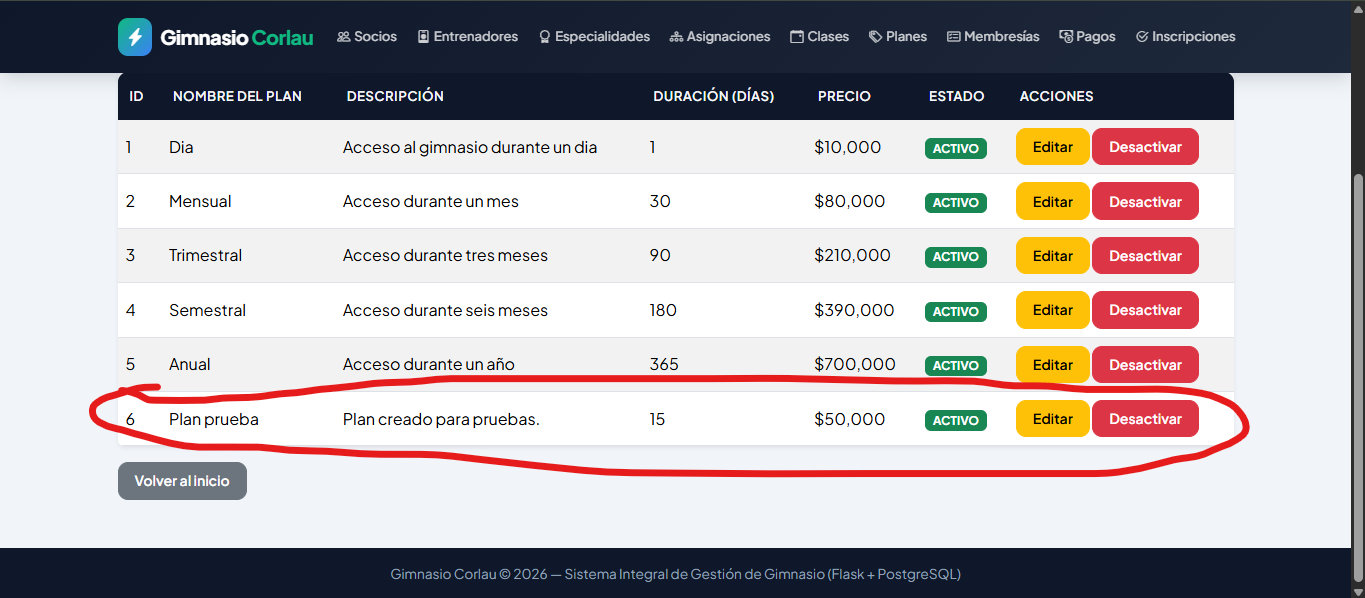 Gimnasio Corlau Socios Entrenadores Especialidades Asignaciones Clases Planes Membresías Pagos Inscripciones
ID NOMBRE DEL PLAN DESCRIPCIÓN DURACIÓN (DÍAS) PRECIO ESTADO ACCIONES
1 Dia Acceso al gimnasio durante un dia 1 $10,000 ACTIVO Editar Desactivar
2 Mensual Acceso durante un mes 30 $80,000 ACTIVO Editar Desactivar
3 Trimestral Acceso durante tres meses 90 $210,000 ACTIVO Editar Desactivar
4 Semestral Acceso durante seis meses 180 $390,000 ACTIVO Editar Desactivar
5 Anual Acceso durante un año 365 $700,000 ACTIVO Editar Desactivar
6 Plan prueba Plan creado para pruebas. 15 $50,000 ACTIVO Editar Desactivar
Volver al inicio
Gimnasio Corlau © 2026 — Sistema Integral de Gestión de Gimnasio (Flask + PostgreSQL)